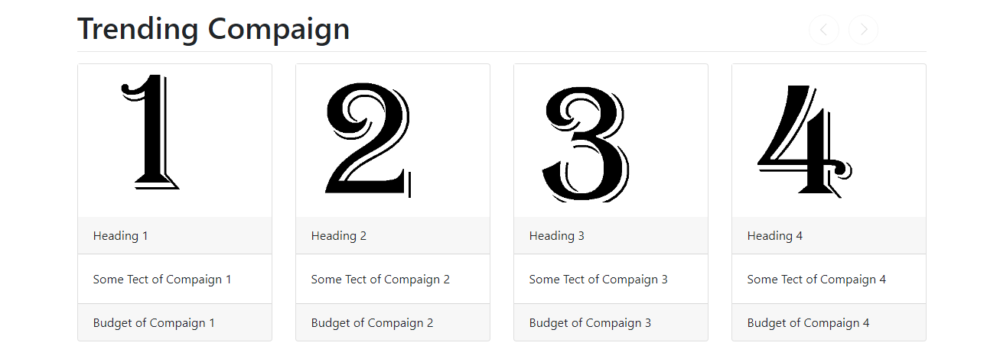 Trending Compaign
1 2 3 4
Heading 1 Heading 2 Heading 3 Heading 4
Some Tect of Compaign 1 Some Tect of Compaign 2 Some Tect of Compaign 3 Some Tect of Compaign 4
Budget of Compaign 1 Budget of Compaign 2 Budget of Compaign 3 Budget of Compaign 4